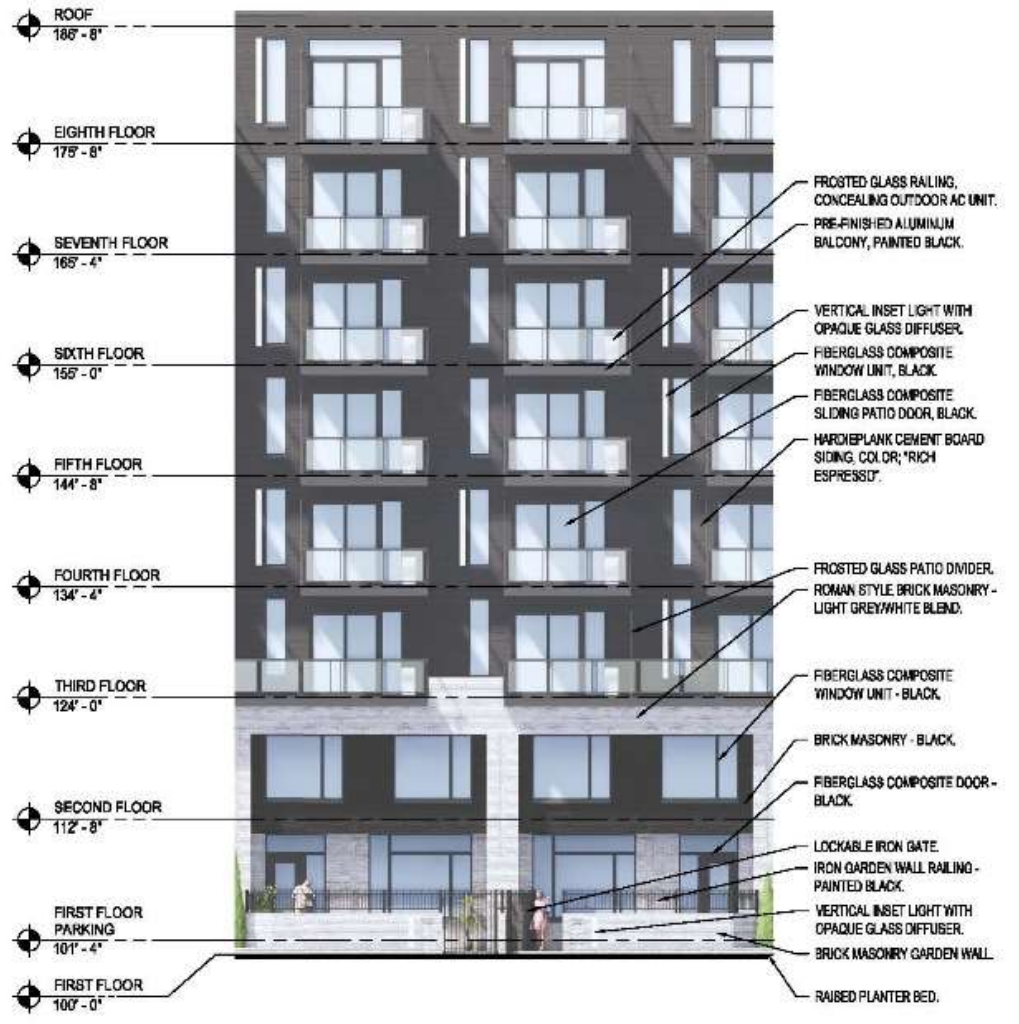 ROOF
186' - 8"
EIGHTH FLOOR
175' - 8"
SEVENTH FLOOR
165' - 4"
SIXTH FLOOR
155' - 0"
FIFTH FLOOR
144' - 8"
FOURTH FLOOR
134' - 4"
THIRD FLOOR
124' - 0"
SECOND FLOOR
112' - 8"
FIRST FLOOR
PARKING
101' - 4"
FIRST FLOOR
100' - 0"
FROSTED GLASS RAILING,
CONCEALING OUTDOOR AC UNIT.
PRE-FINISHED ALUMINUM
BALCONY, PAINTED BLACK.
VERTICAL INSET LIGHT WITH
OPAQUE GLASS DIFFUSER.
FIBERGLASS COMPOSITE
WINDOW UNIT, BLACK.
FIBERGLASS COMPOSITE
SLIDING PATIO DOOR, BLACK.
HARDIEPLANK CEMENT BOARD
SIDING, COLOR; "RICH
ESPRESSO".
FROSTED GLASS PATIO DIVIDER.
ROMAN STYLE BRICK MASONRY -
LIGHT GREY/WHITE BLEND.
FIBERGLASS COMPOSITE
WINDOW UNIT - BLACK.
BRICK MASONRY - BLACK.
FIBERGLASS COMPOSITE DOOR -
BLACK.
LOCKABLE IRON GATE.
IRON GARDEN WALL RAILING -
PAINTED BLACK.
VERTICAL INSET LIGHT WITH
OPAQUE GLASS DIFFUSER.
BRICK MASONRY GARDEN WALL.
RAISED PLANTER BED.